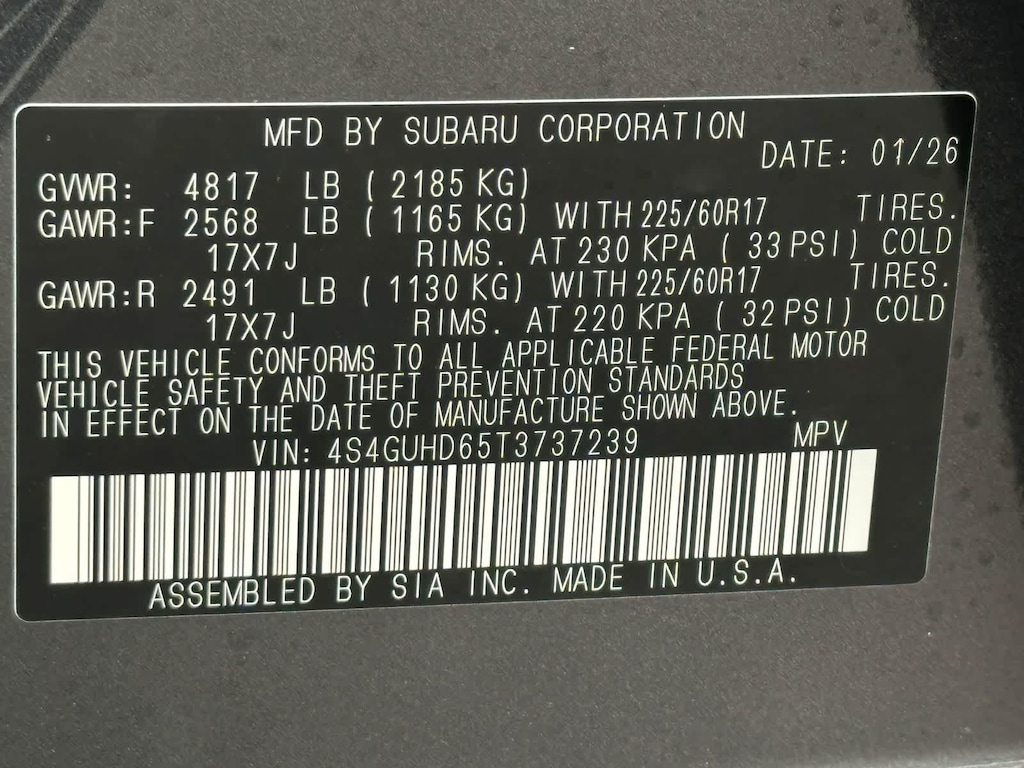 MFD BY SUBARU CORPORATION
DATE: 01/26
GVWR: 4817 LB ( 2185 KG)
GAWR:F 2568 LB ( 1165 KG) WITH 225/60R17 TIRES.
17X7J RIMS. AT 230 KPA ( 33 PSI) COLD
GAWR:R 2491 LB ( 1130 KG) WITH 225/60R17 TIRES.
17X7J RIMS. AT 220 KPA ( 32 PSI) COLD
THIS VEHICLE CONFORMS TO ALL APPLICABLE FEDERAL MOTOR
VEHICLE SAFETY AND THEFT PREVENTION STANDARDS
IN EFFECT ON THE DATE OF MANUFACTURE SHOWN ABOVE.
VIN: 4S4GUHD65T3737239 MPV
ASSEMBLED BY SIA INC. MADE IN U.S.A.